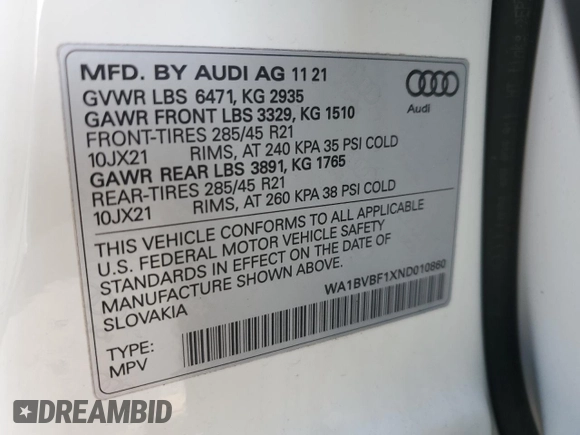 MFD. BY AUDI AG 11 21
GVWR LBS 6471, KG 2935
GAWR FRONT LBS 3329, KG 1510
FRONT-TIRES 285/45 R21
10JX21 RIMS, AT 240 KPA 35 PSI COLD
GAWR REAR LBS 3891, KG 1765
REAR-TIRES 285/45 R21
10JX21 RIMS, AT 260 KPA 38 PSI COLD
Audi
THIS VEHICLE CONFORMS TO ALL APPLICABLE
U.S. FEDERAL MOTOR VEHICLE SAFETY
STANDARDS IN EFFECT ON THE DATE OF
MANUFACTURE SHOWN ABOVE.
SLOVAKIA
WA1BVBF1XND010860
TYPE:
MPV
DREAMBID